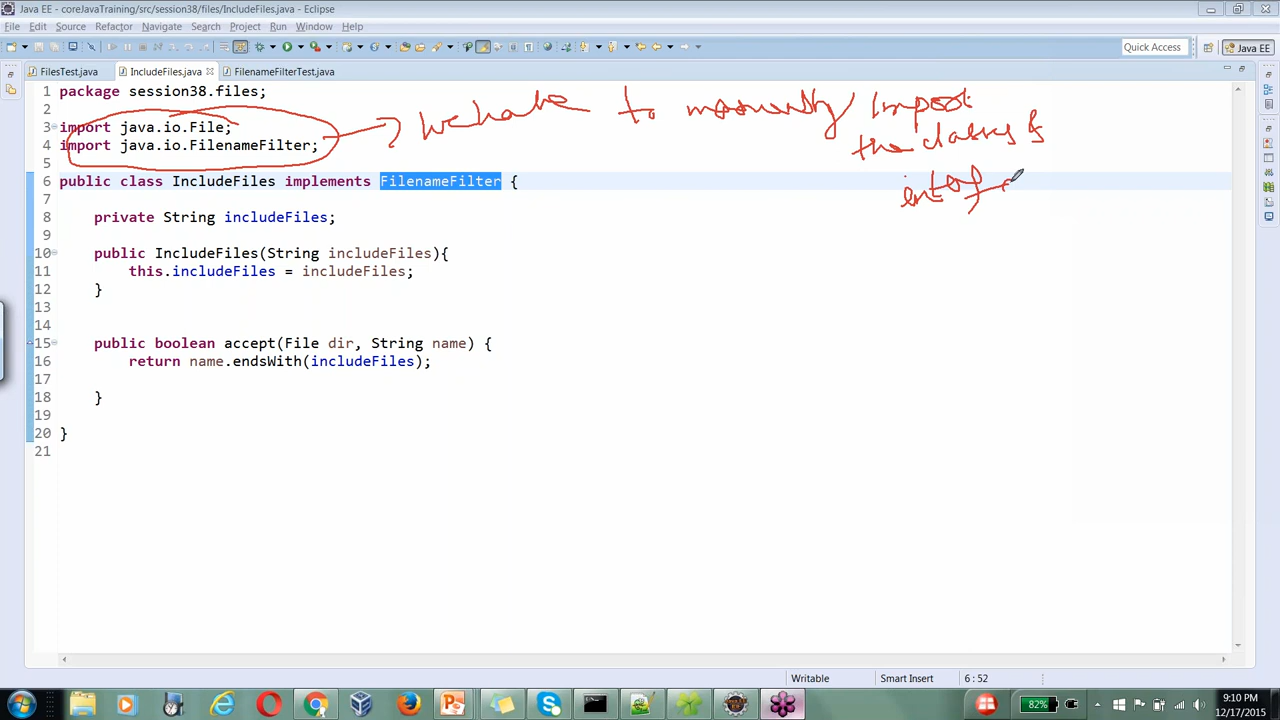 Java EE - coreJavaTraining/src/session38/files/IncludeFiles.java - Eclipse
File Edit Source Refactor Navigate Search Project Run Window Help
Quick Access
Java EE
FilesTest.java
IncludeFiles.java
FilenameFilterTest.java
1 package session38.files;
2
3 import java.io.File;
4 import java.io.FilenameFilter;
5
6 public class IncludeFiles implements FilenameFilter {
7
8 private String includeFiles;
9
10 public IncludeFiles(String includeFiles){
11 this.includeFiles = includeFiles;
12 }
13
14
15 public boolean accept(File dir, String name) {
16 return name.endsWith(includeFiles);
17
18 }
19
20 }
21
we have to manually import
the classes &
Writable
Smart Insert
6 : 52
82%
9:10 PM
12/17/2015